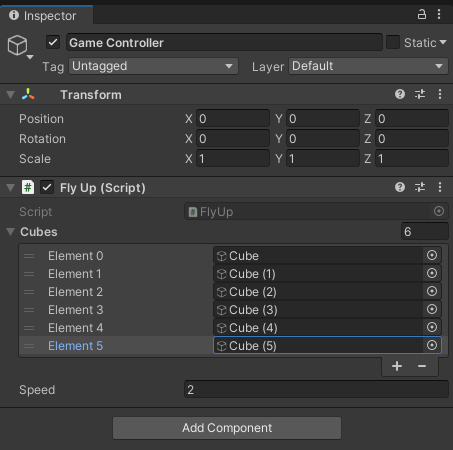 Inspector
Game Controller Static
Tag Untagged Layer Default
Transform
Position X 0 Y 0 Z 0
Rotation X 0 Y 0 Z 0
Scale X 1 Y 1 Z 1
# Fly Up (Script)
Script # FlyUp
Cubes 6
Element 0 Cube
Element 1 Cube (1)
Element 2 Cube (2)
Element 3 Cube (3)
Element 4 Cube (4)
Element 5 Cube (5)
+ −
Speed 2
Add Component